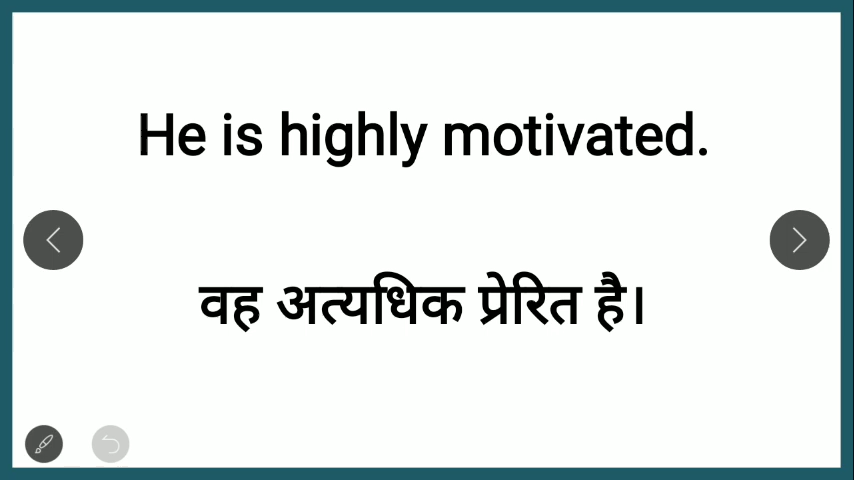 He is highly motivated.
वह अत्यधिक प्रेरित है।